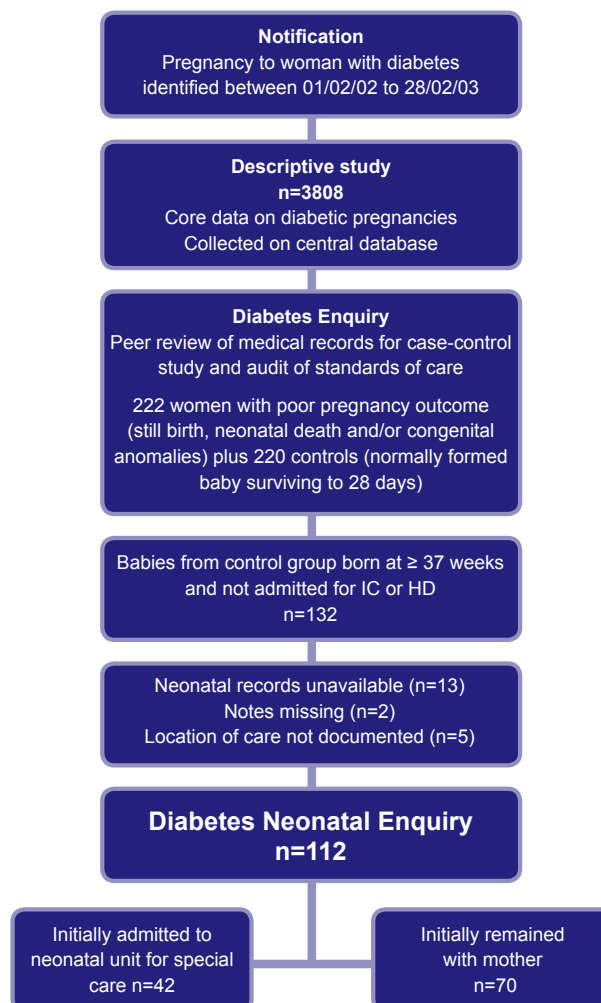 Notification
Pregnancy to woman with diabetes
identified between 01/02/02 to 28/02/03
Descriptive study
n=3808
Core data on diabetic pregnancies
Collected on central database
Diabetes Enquiry
Peer review of medical records for case-control
study and audit of standards of care
222 women with poor pregnancy outcome
(still birth, neonatal death and/or congenital
anomalies) plus 220 controls (normally formed
baby surviving to 28 days)
Babies from control group born at ≥ 37 weeks
and not admitted for IC or HD
n=132
Neonatal records unavailable (n=13)
Notes missing (n=2)
Location of care not documented (n=5)
Diabetes Neonatal Enquiry
n=112
Initially admitted to
neonatal unit for special
care n=42
Initially remained
with mother
n=70